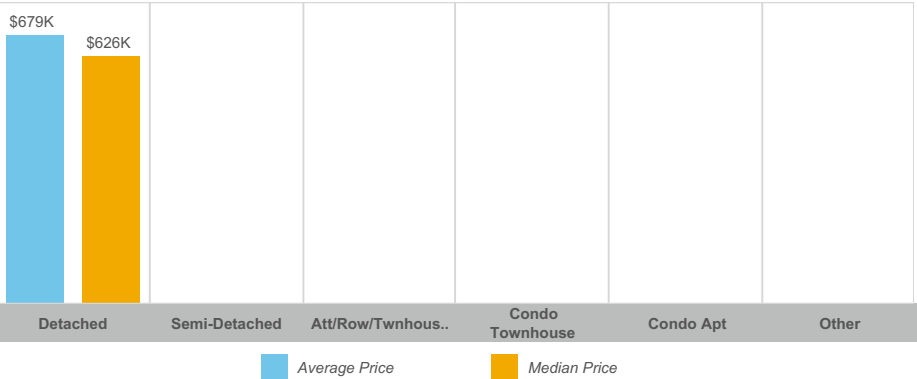 $679K
$626K
Detached
Semi-Detached
Att/Row/Twnhous..
Condo
Townhouse
Condo Apt
Other
Average Price
Median Price